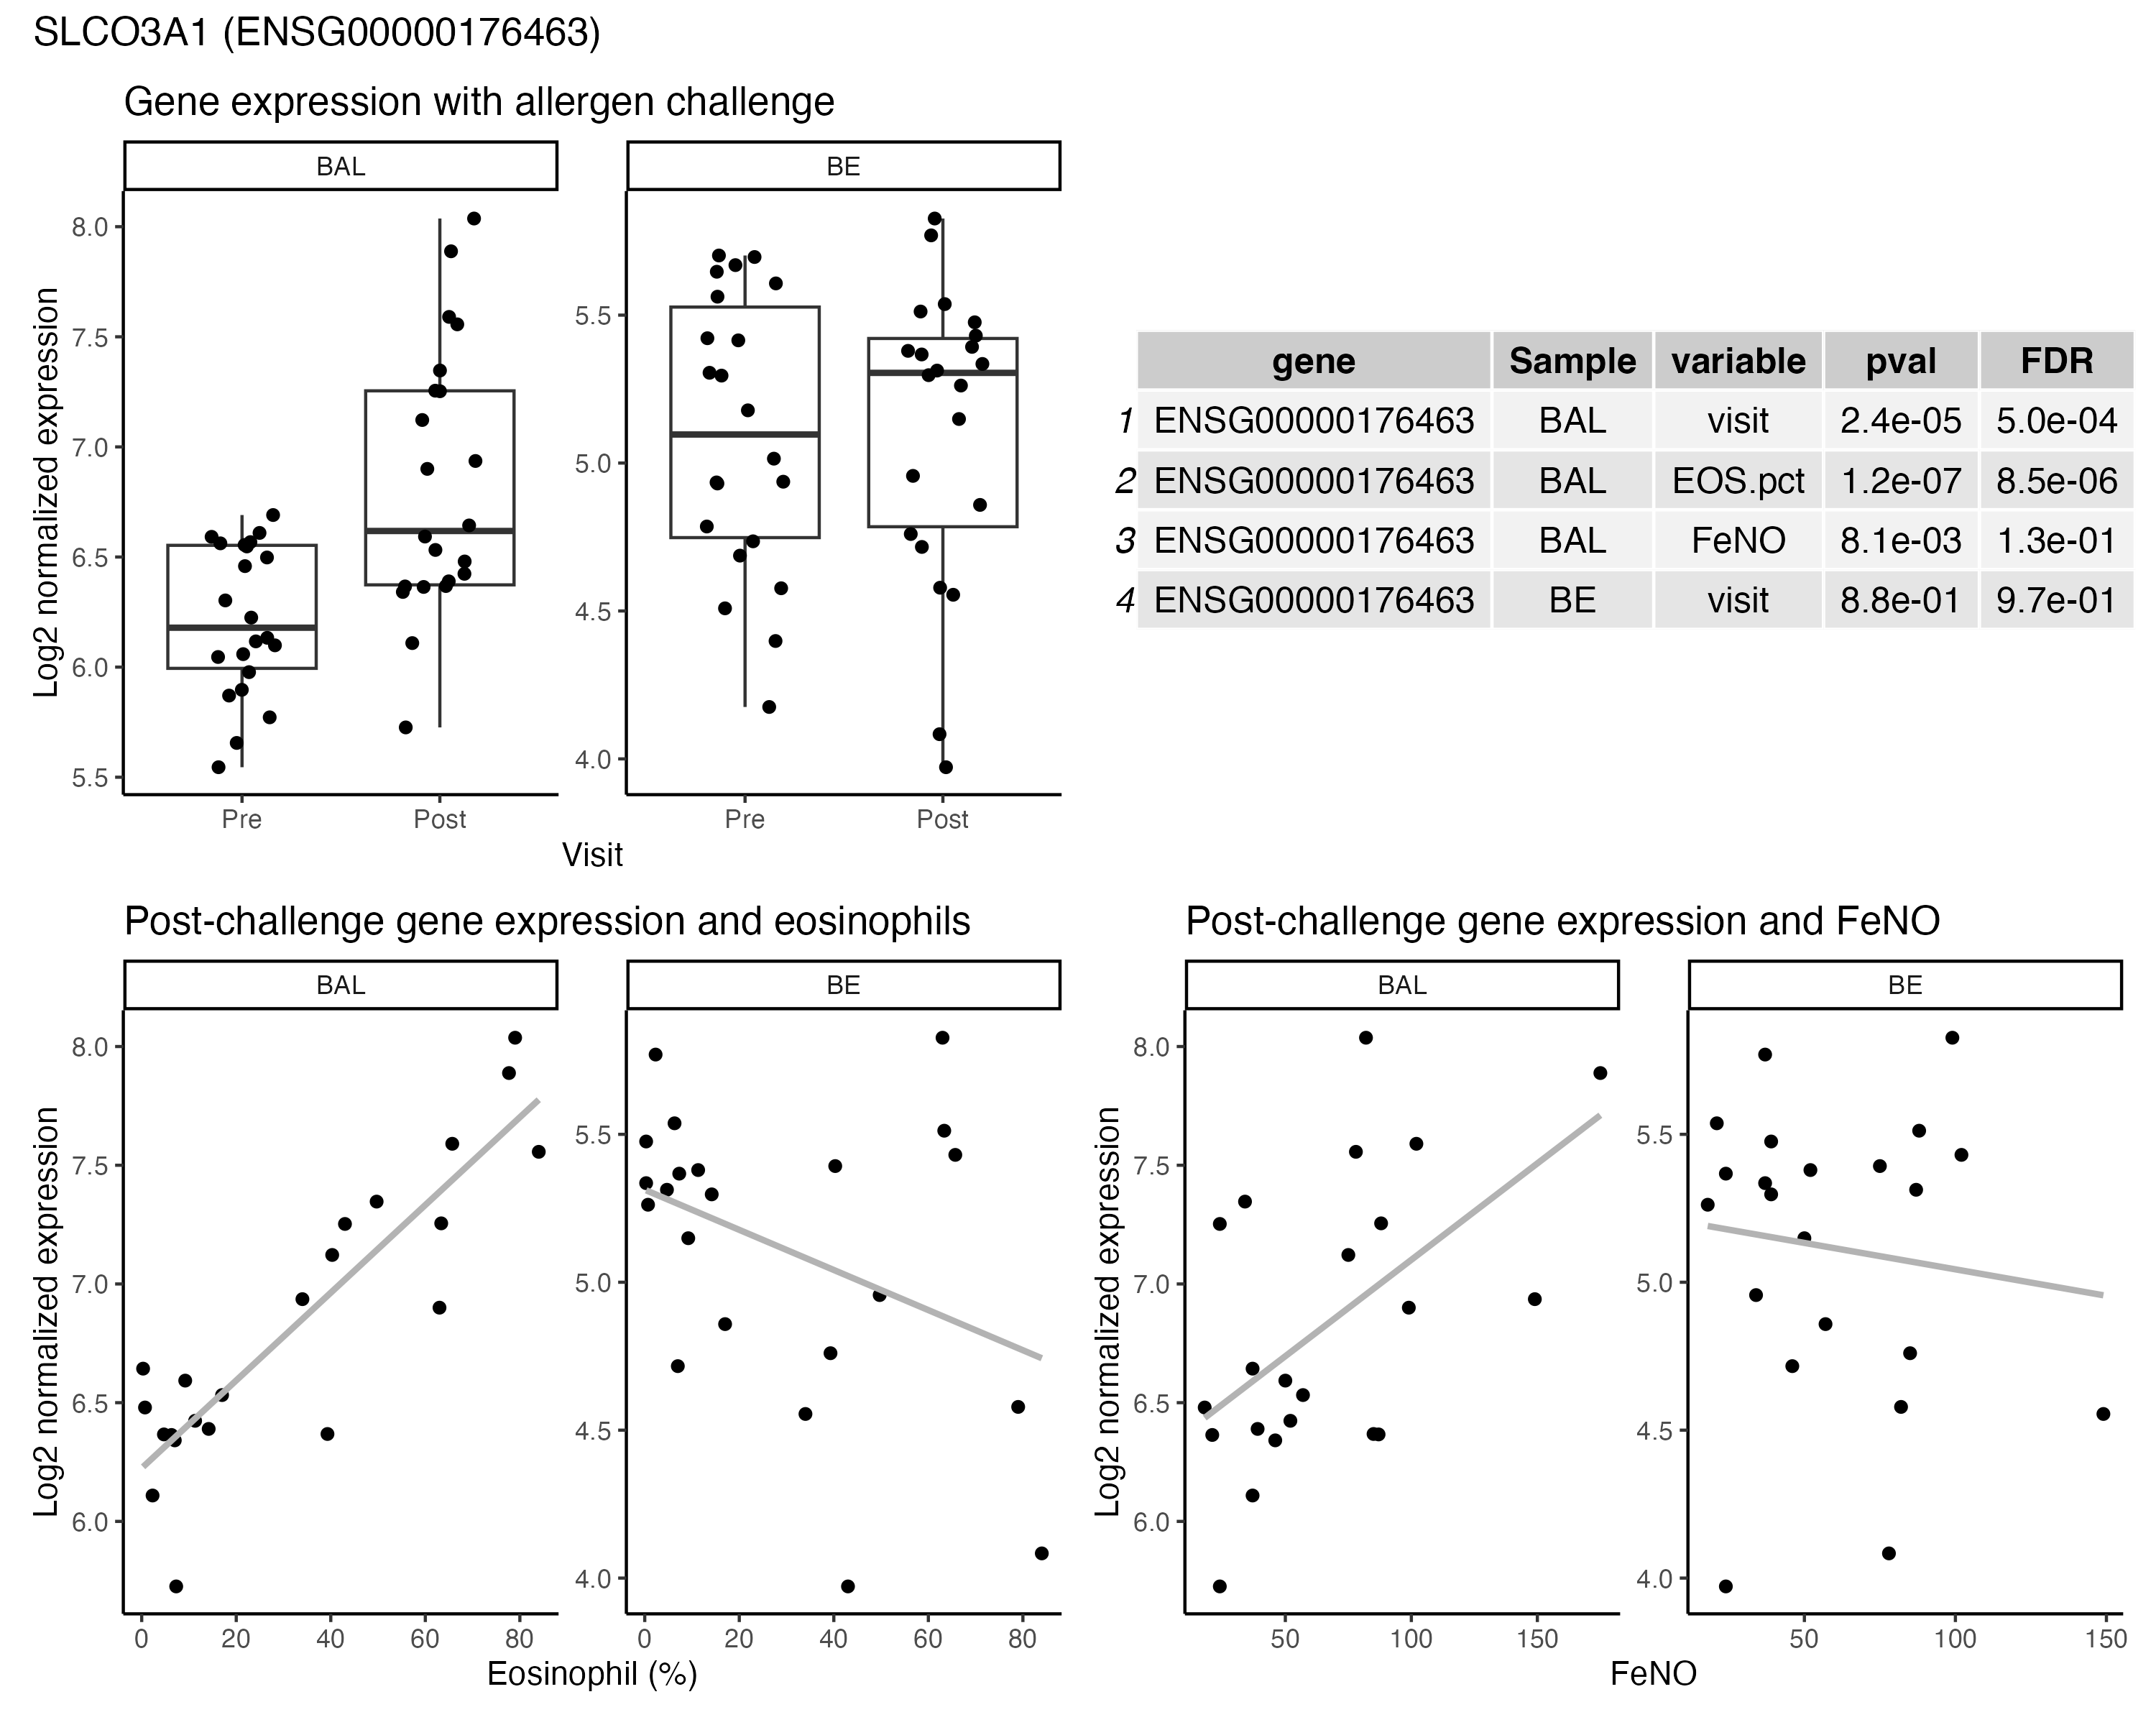 SLCO3A1 (ENSG00000176463)
Gene expression with allergen challenge
BAL
BE
Log2 normalized expression
8.0
7.5
7.0
6.5
6.0
5.5
5.5
5.0
4.5
4.0
Pre
Post
Pre
Post
Visit
gene Sample variable pval FDR
1 ENSG00000176463 BAL visit 2.4e-05 5.0e-04
2 ENSG00000176463 BAL EOS.pct 1.2e-07 8.5e-06
3 ENSG00000176463 BAL FeNO 8.1e-03 1.3e-01
4 ENSG00000176463 BE visit 8.8e-01 9.7e-01
Post-challenge gene expression and eosinophils
BAL
BE
Log2 normalized expression
8.0
7.5
7.0
6.5
6.0
5.5
5.0
4.5
4.0
0 20 40 60 80
0 20 40 60 80
Eosinophil (%)
Post-challenge gene expression and FeNO
BAL
BE
Log2 normalized expression
8.0
7.5
7.0
6.5
6.0
5.5
5.0
4.5
4.0
50 100 150
50 100 150
FeNO